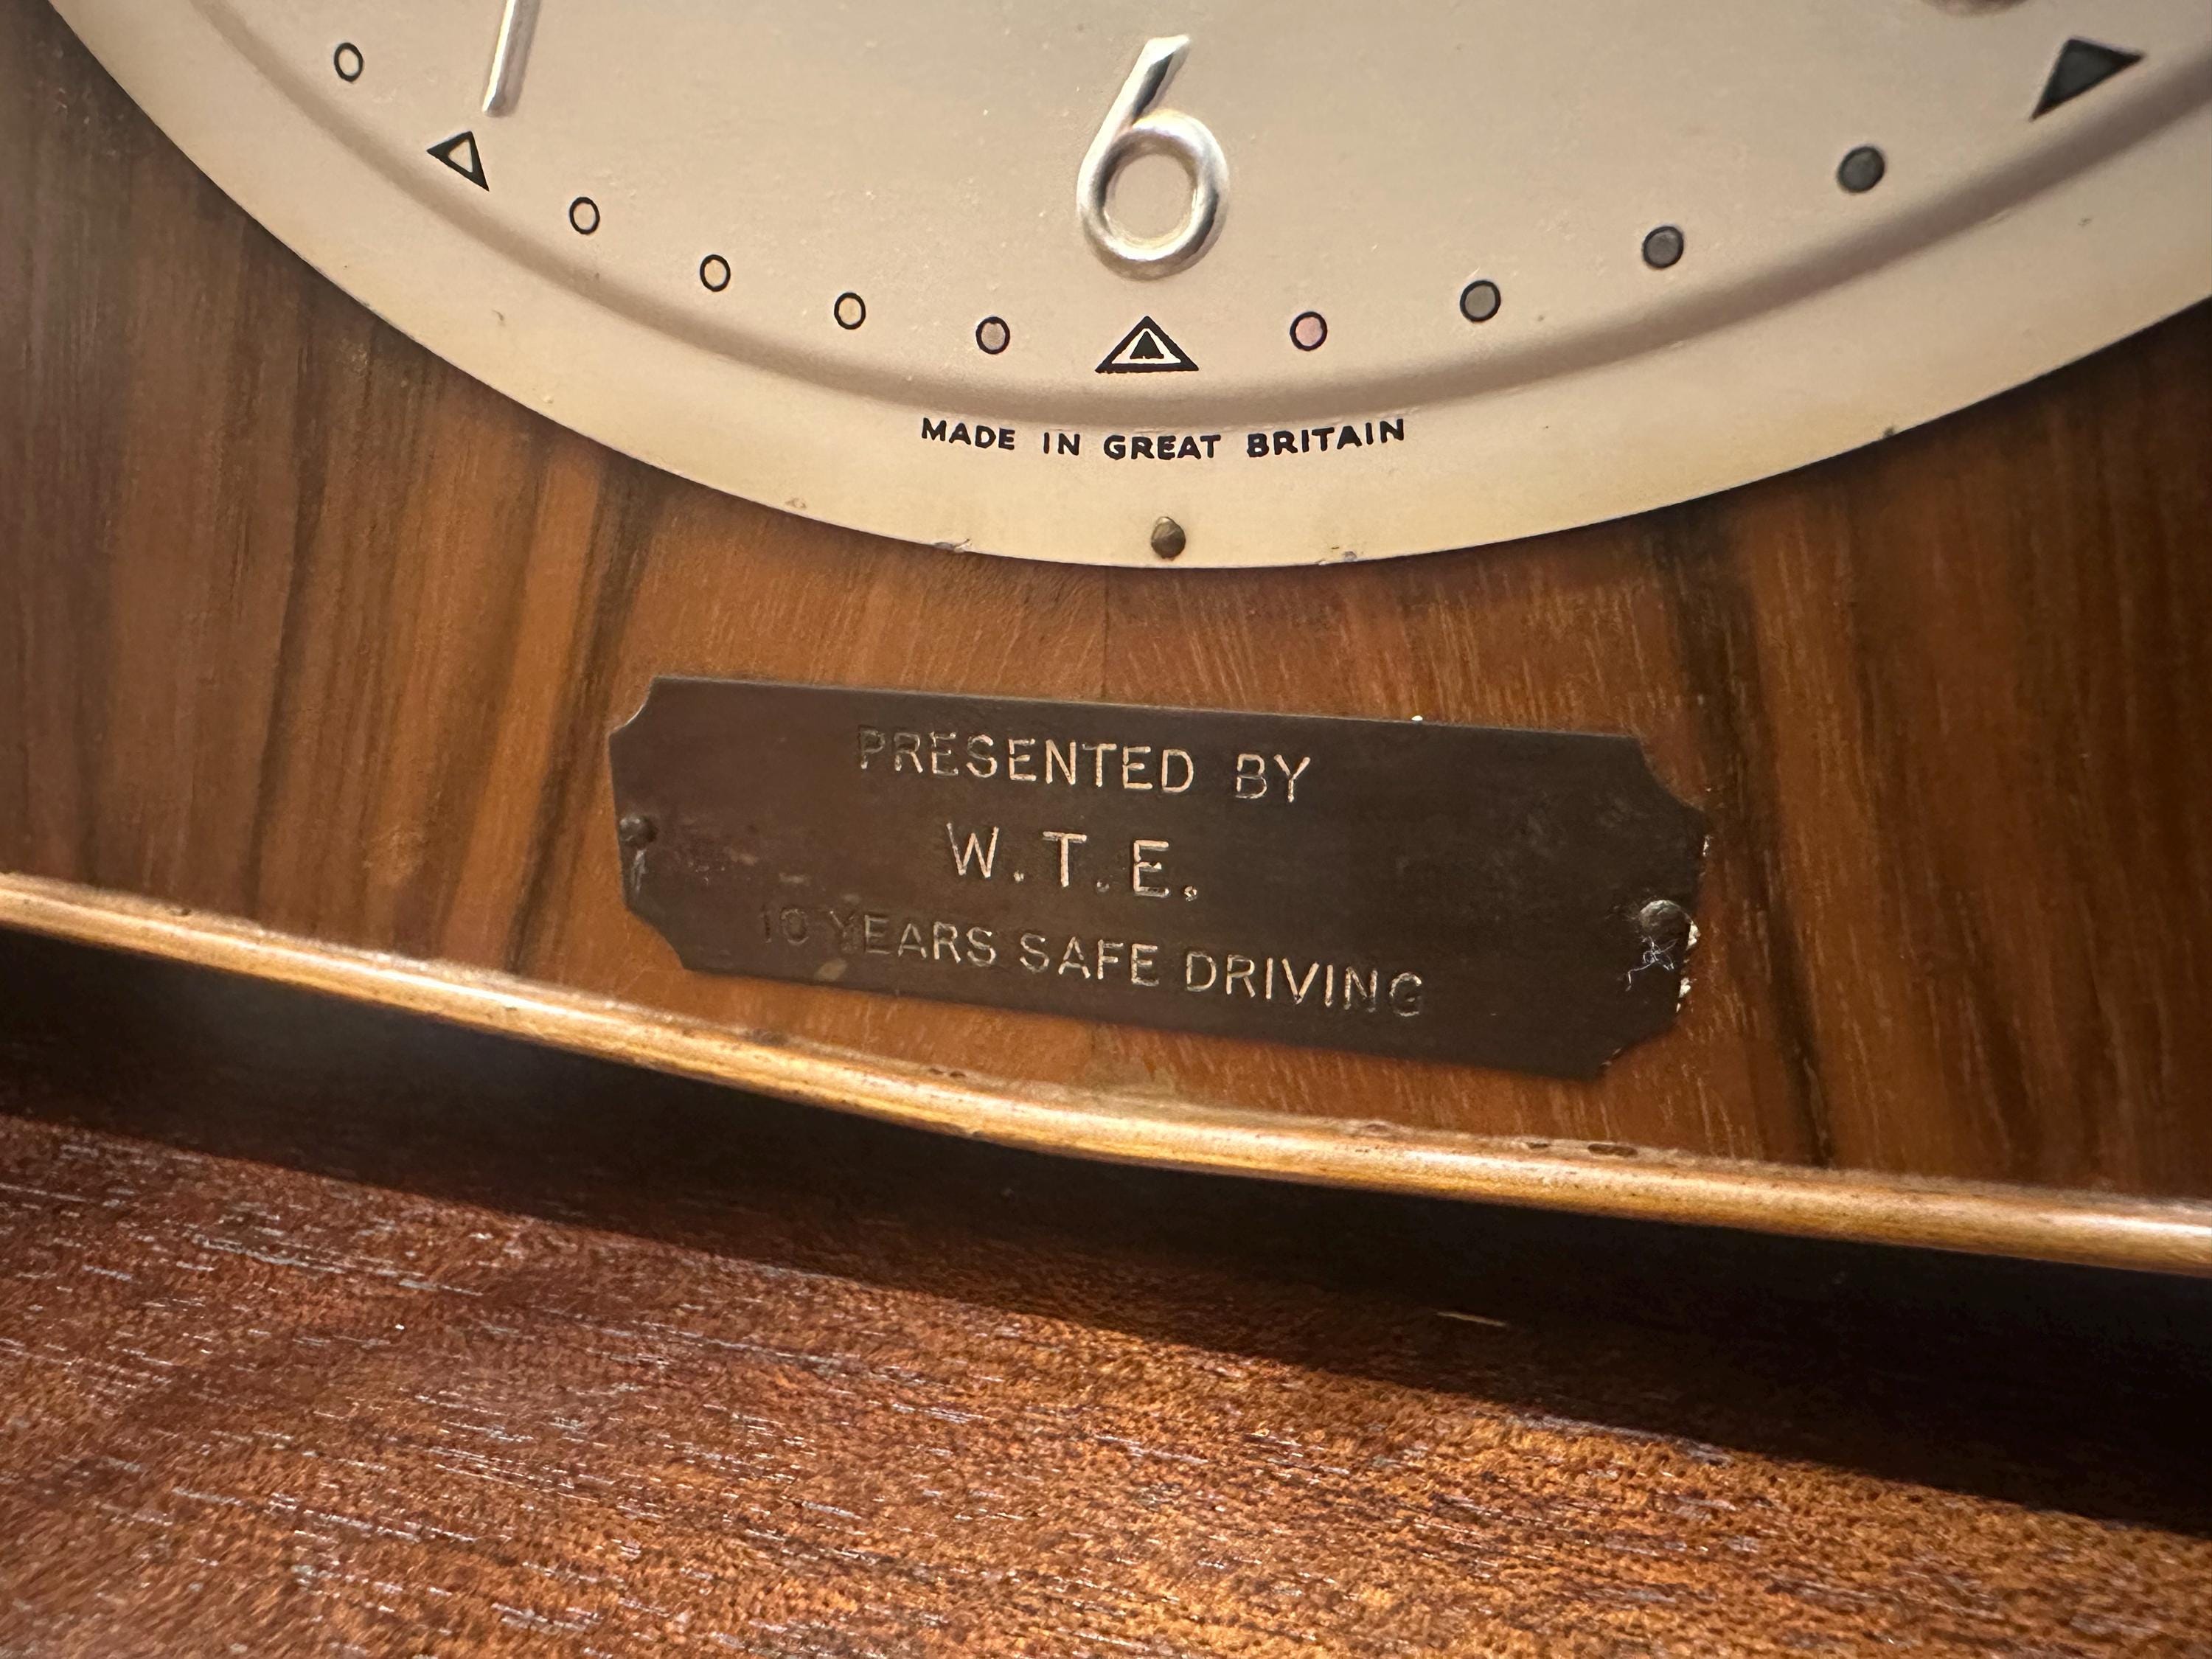 6
MADE IN GREAT BRITAIN
PRESENTED BY
W.T.E.
10 YEARS SAFE DRIVING